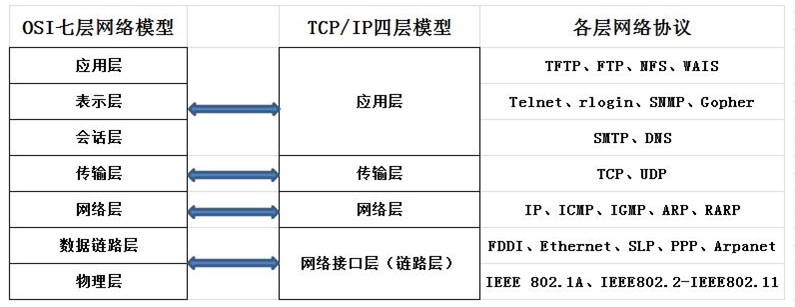 OSI七层网络模型 TCP/IP四层模型 各层网络协议
应用层 TFTP、FTP、NFS、WAIS
表示层 应用层 Telnet、rlogin、SNMP、Gopher
会话层 SMTP、DNS
传输层 传输层 TCP、UDP
网络层 网络层 IP、ICMP、IGMP、ARP、RARP
数据链路层 FDDI、Ethernet、SLP、PPP、Arpanet
网络接口层（链路层）
物理层 IEEE 802.1A、IEEE802.2-IEEE802.11